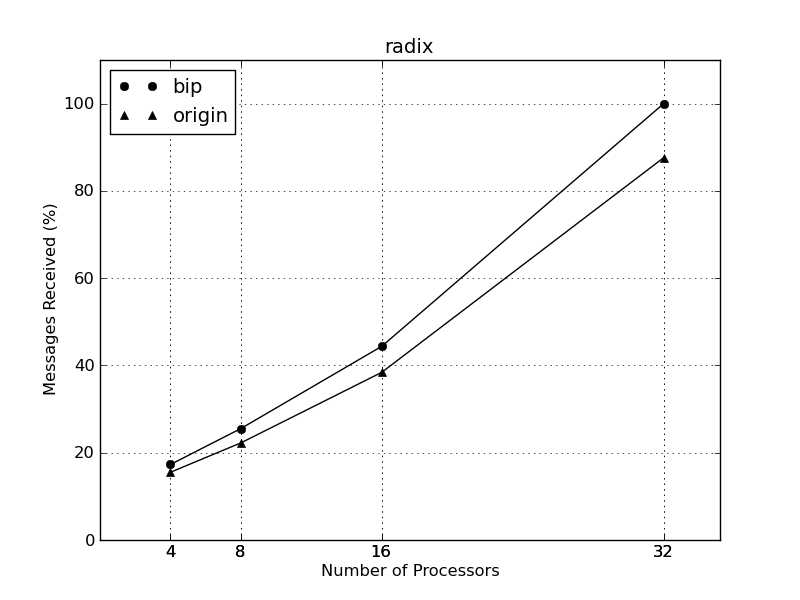 radix
bip
origin
Messages Received (%)
100
80
60
40
20
0
4 8 16 32
Number of Processors